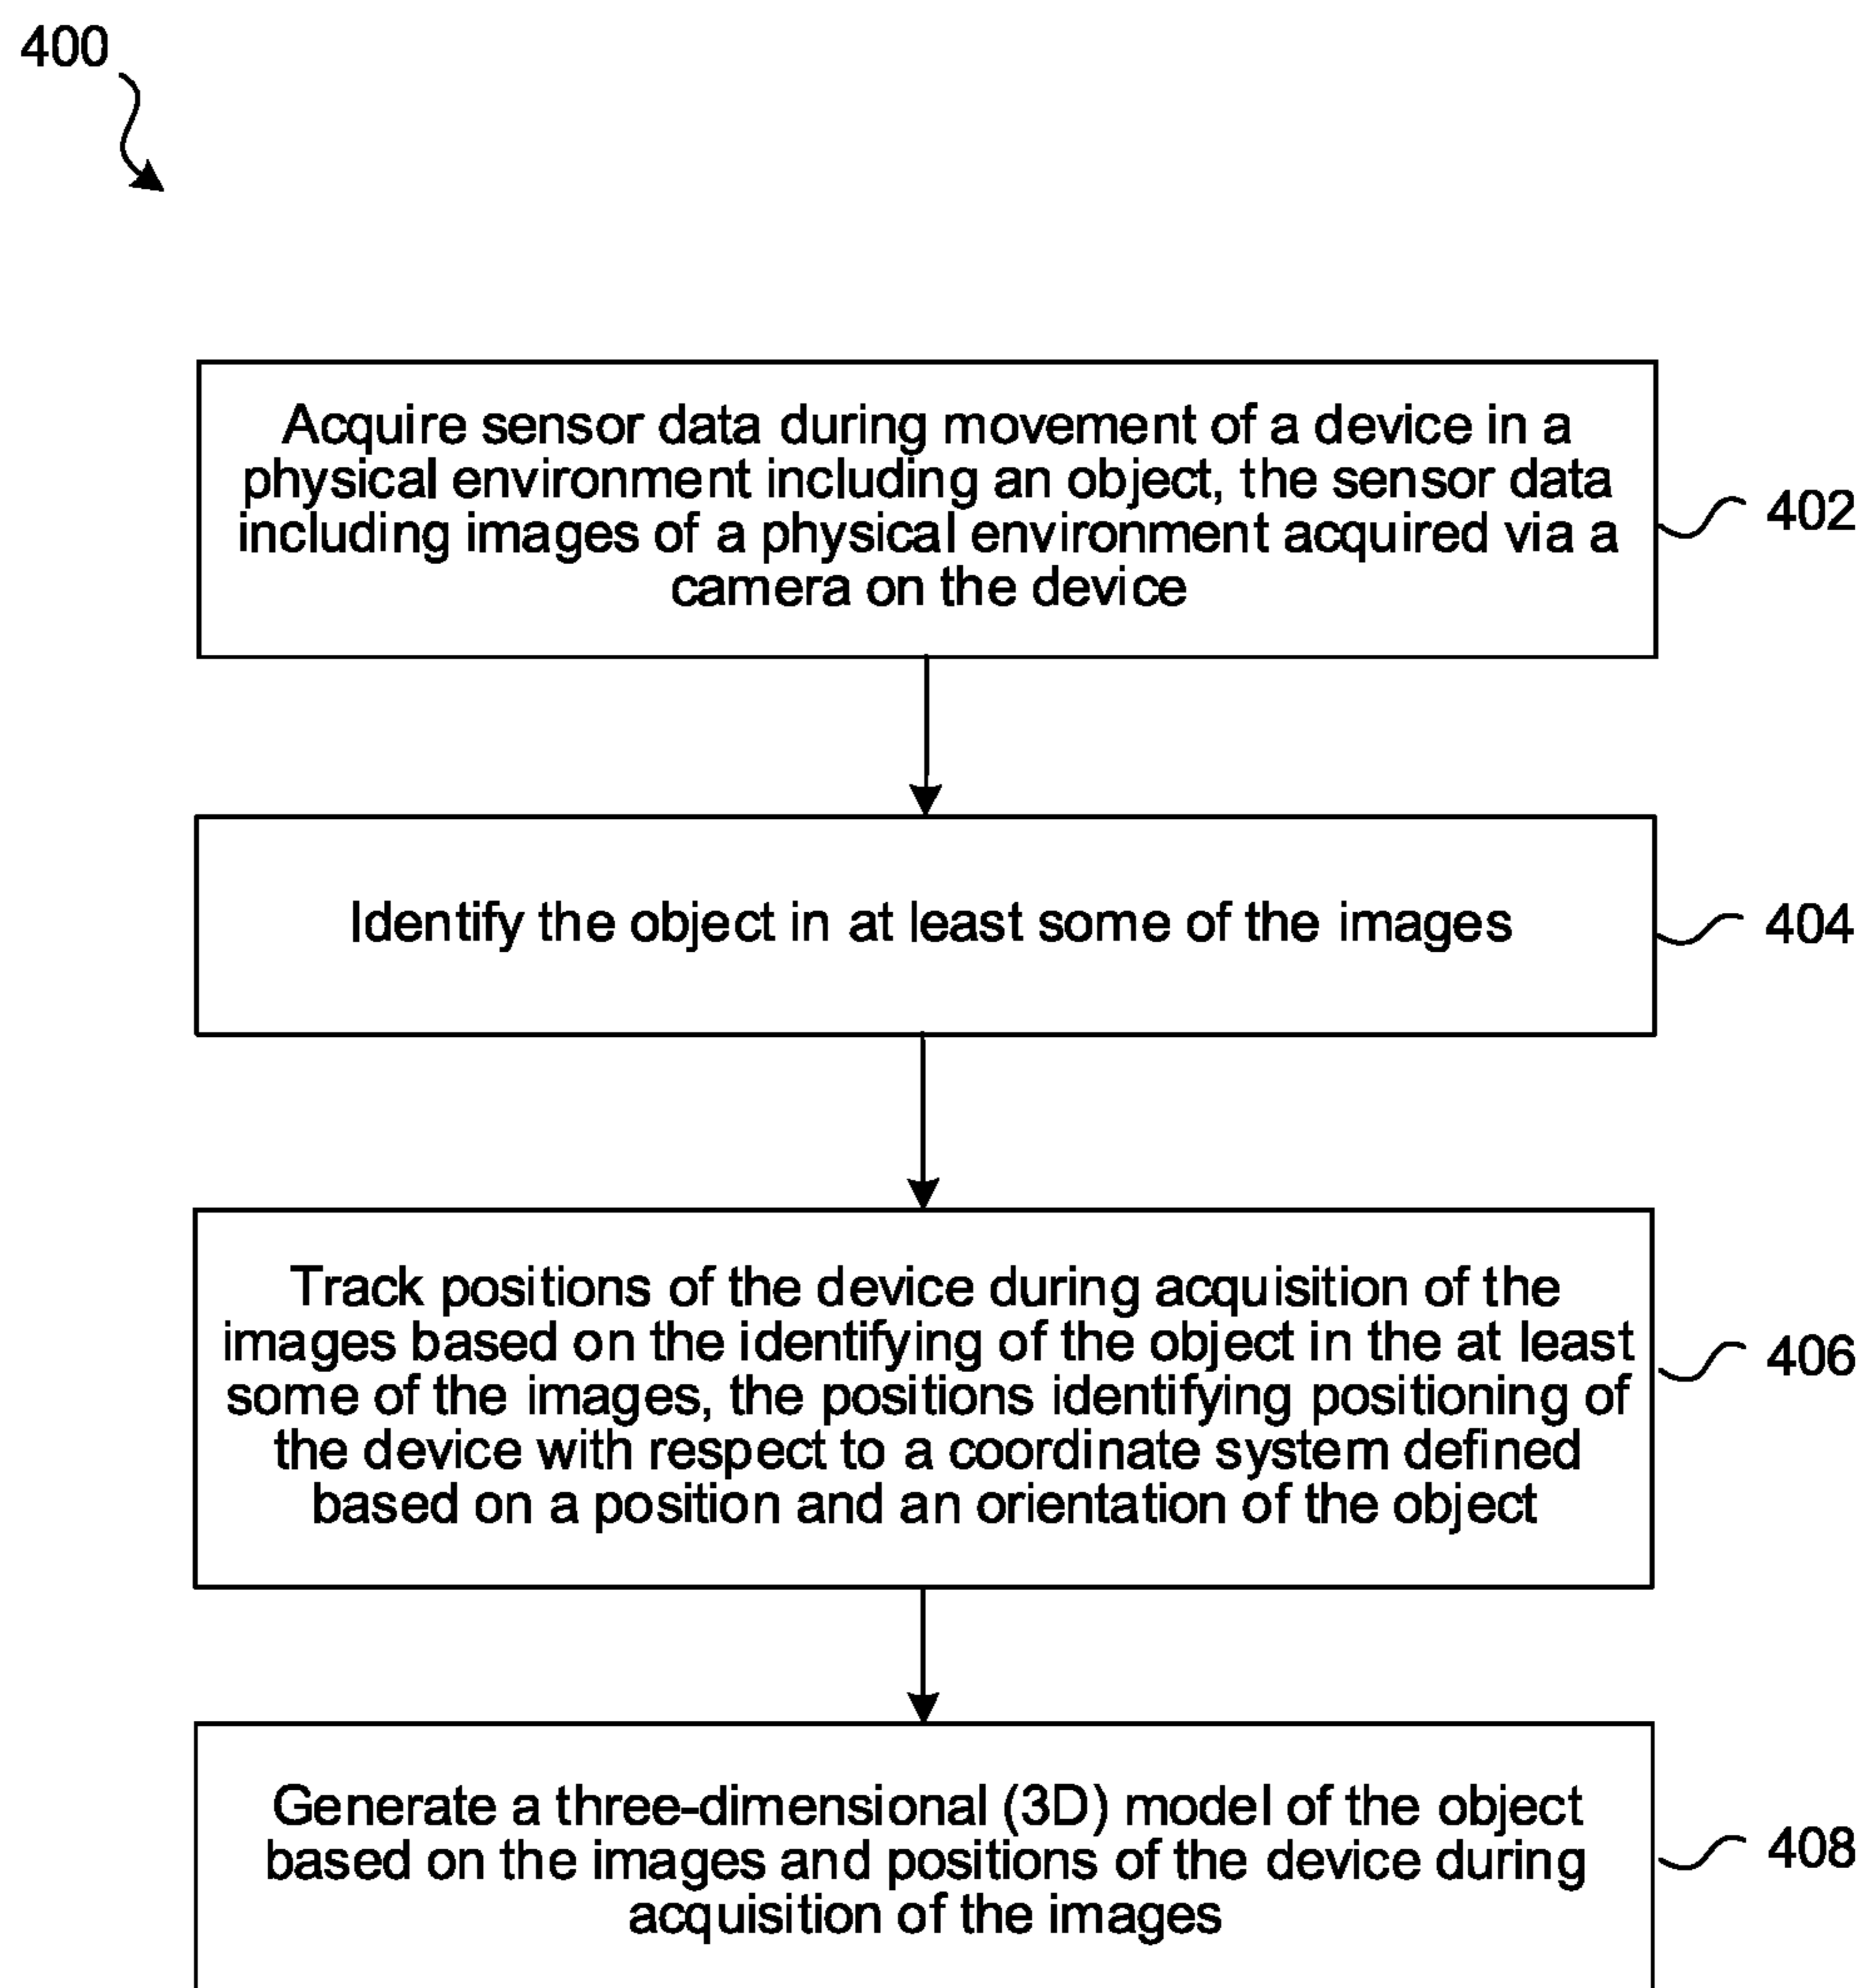 400
Acquire sensor data during movement of a device in a
physical environment including an object, the sensor data
including images of a physical environment acquired via a
camera on the device
402
Identify the object in at least some of the images
404
Track positions of the device during acquisition of the
images based on the identifying of the object in the at least
some of the images, the positions identifying positioning of
the device with respect to a coordinate system defined
based on a position and an orientation of the object
406
Generate a three-dimensional (3D) model of the object
based on the images and positions of the device during
acquisition of the images
408